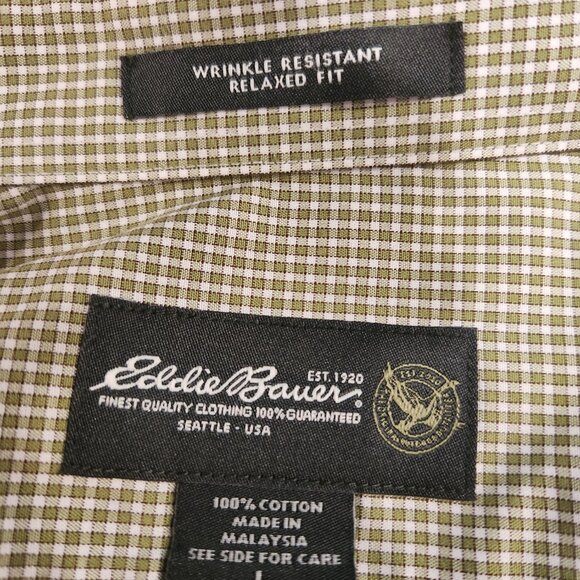 WRINKLE RESISTANT
RELAXED FIT
Eddie Bauer
EST. 1920
FINEST QUALITY CLOTHING 100% GUARANTEED
SEATTLE - USA
100% COTTON
MADE IN
MALAYSIA
SEE SIDE FOR CARE